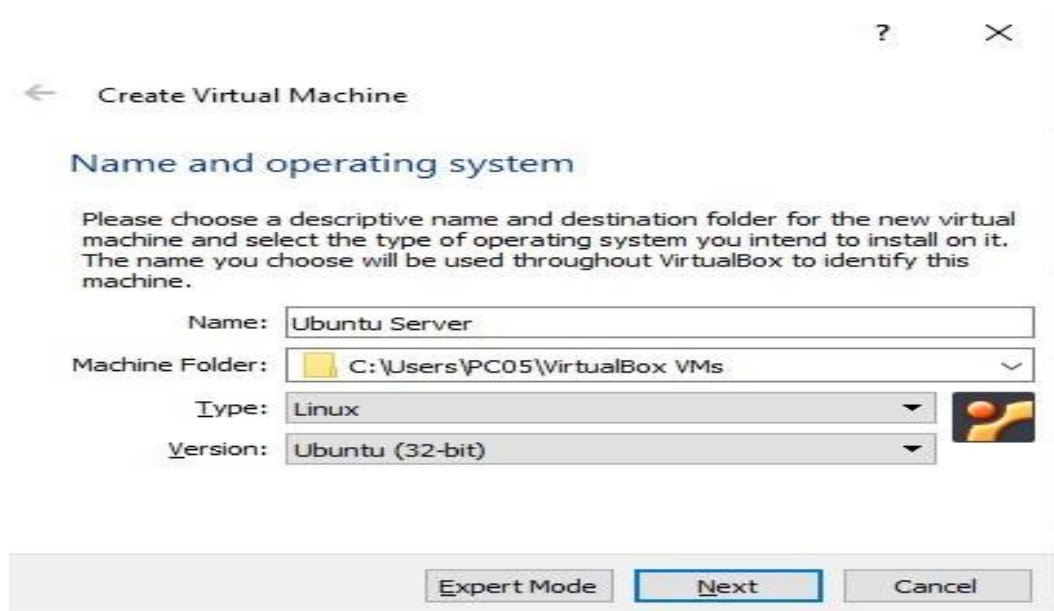 ?
Create Virtual Machine
Name and operating system
Please choose a descriptive name and destination folder for the new virtual
machine and select the type of operating system you intend to install on it.
The name you choose will be used throughout VirtualBox to identify this
machine.
Name: Ubuntu Server
Machine Folder: C:\Users\PC05\VirtualBox VMs
Type: Linux
Version: Ubuntu (32-bit)
Expert Mode Next Cancel